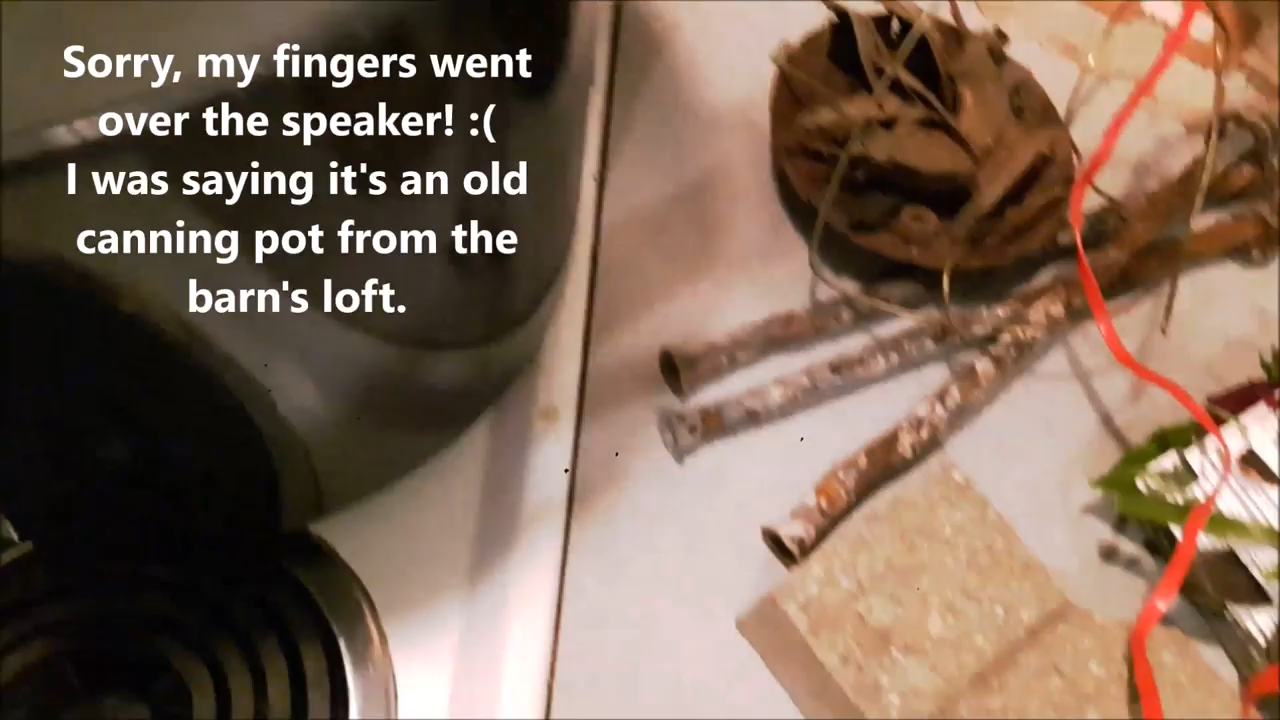 Sorry, my fingers went
over the speaker! :(
I was saying it's an old
canning pot from the
barn's loft.